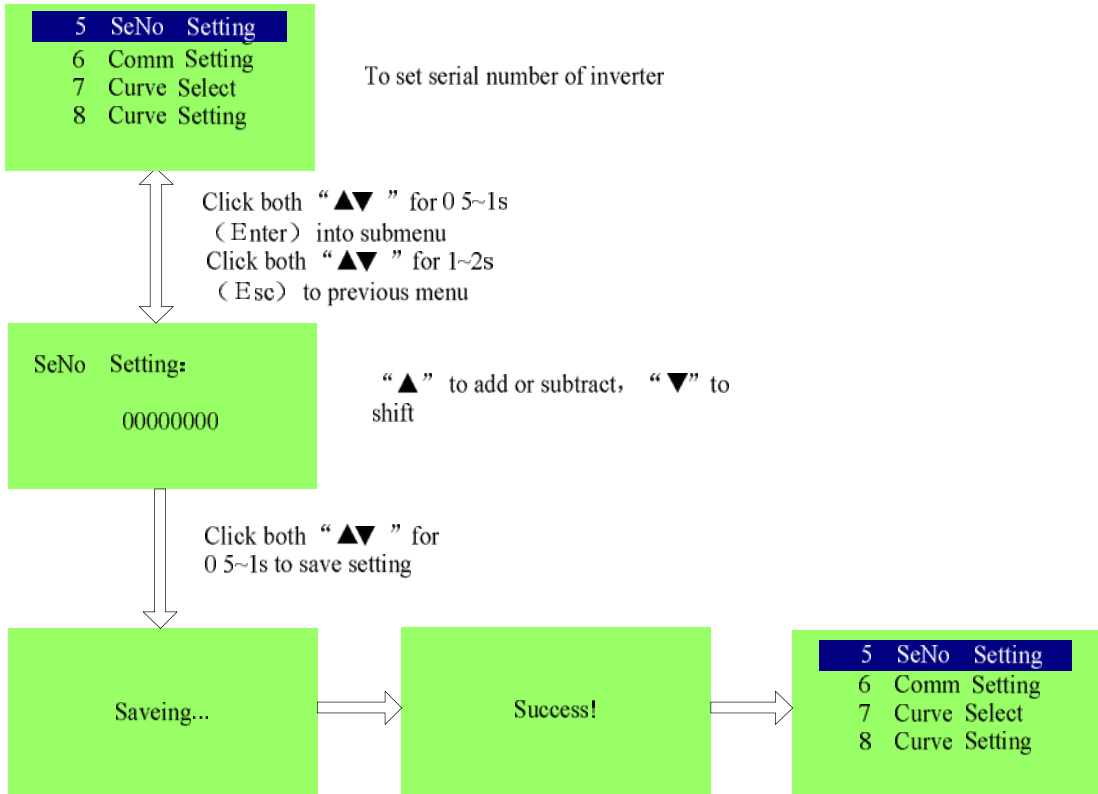 5 SeNo Setting
6 Comm Setting
7 Curve Select
8 Curve Setting
To set serial number of inverter
Click both “▲▼ ” for 0 5~1s
（Enter） into submenu
Click both “▲▼ ” for 1~2s
（Esc） to previous menu
SeNo Setting:
00000000
“▲” to add or subtract， “▼” to
shift
Click both “▲▼ ” for
0 5~1s to save setting
Saveing...
Success!
5 SeNo Setting
6 Comm Setting
7 Curve Select
8 Curve Setting